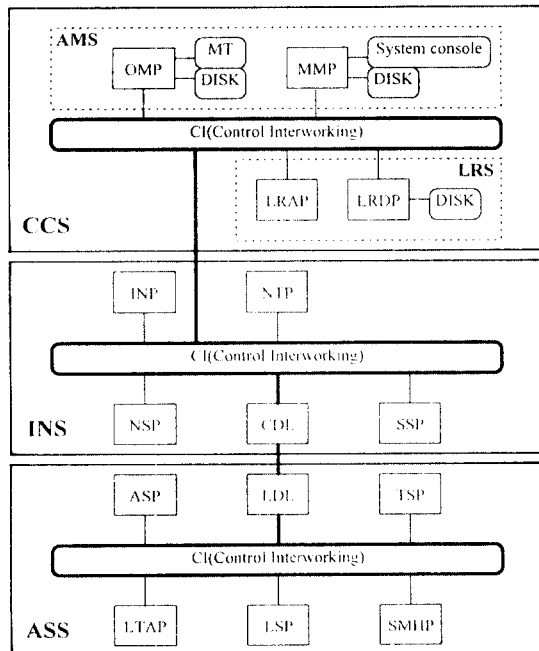 AMS
MT
OMP
DISK
System console
MMP
DISK
CI(Control Interworking)
LRS
LRAP
LRDP
DISK
CCS
INP
NTP
CI(Control Interworking)
INS
NSP
CDL
SSP
ASP
LDL
TSP
CI(Control Interworking)
ASS
LTAP
LSP
SMHP